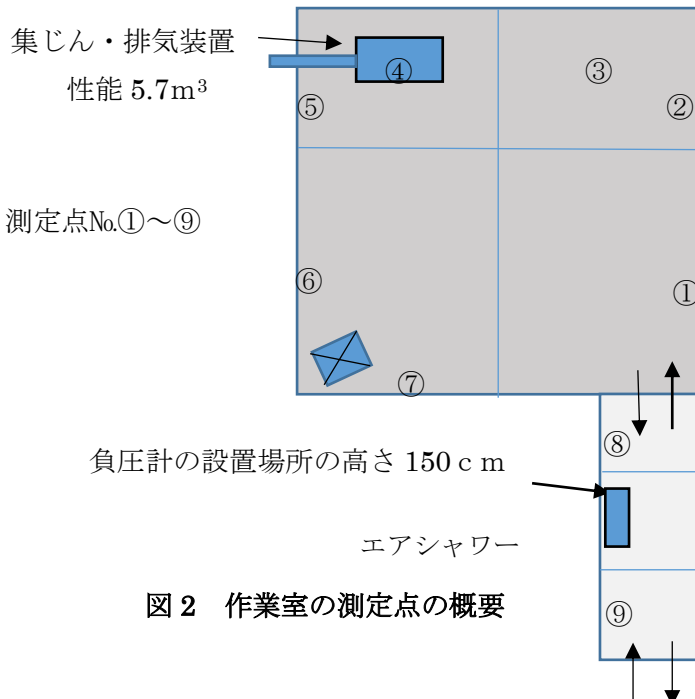 集じん・排気装置
性能 5.7m³
④
③
⑤
②
測定点№①～⑨
⑥
①
⑦
⑧
負圧計の設置場所の高さ 150ｃｍ
エアシャワー
図 2　作業室の測定点の概要
⑨